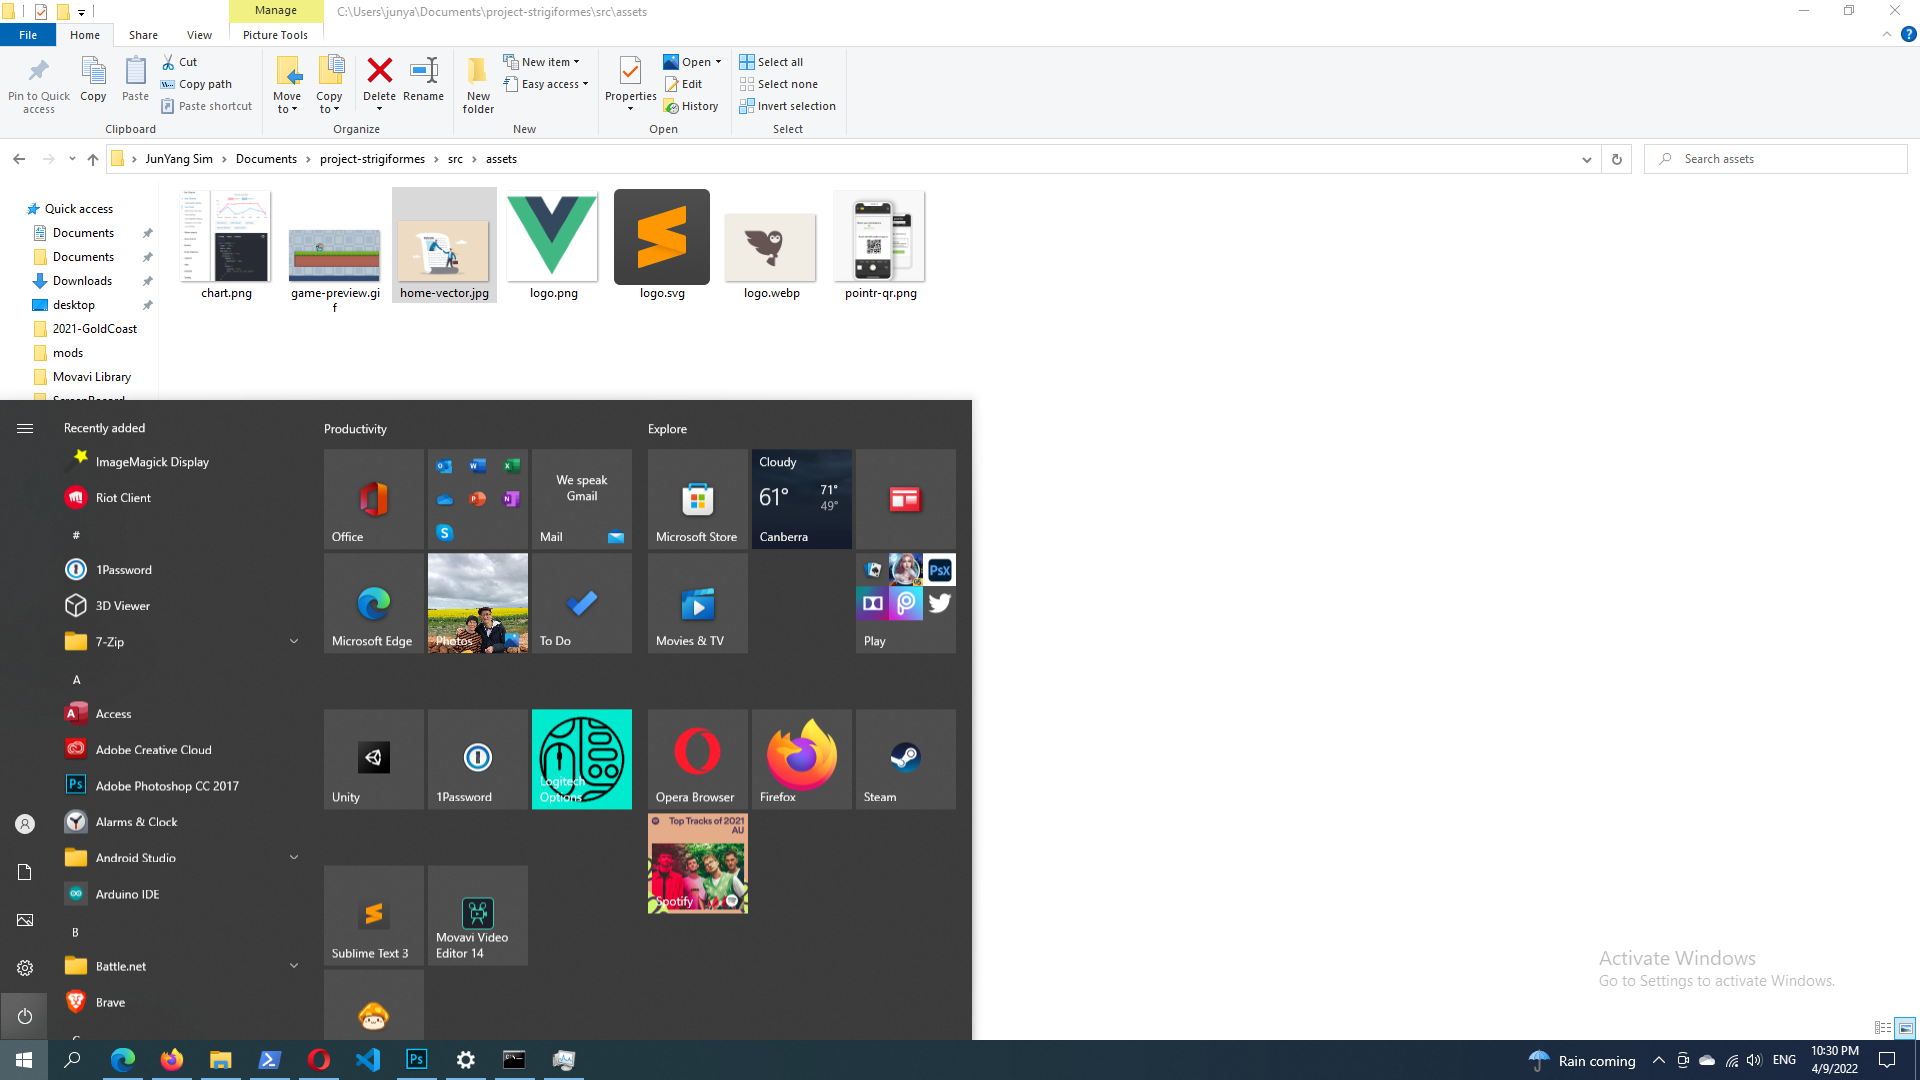 Manage
C:\Users\junya\Documents\project-strigiformes\src\assets
File
Home
Share
View
Picture Tools
Pin to Quick access
Copy
Paste
Cut
Copy path
Paste shortcut
Clipboard
Move to
Copy to
Delete
Rename
Organize
New folder
New item
Easy access
New
Properties
Open
Edit
History
Open
Select all
Select none
Invert selection
Select
JunYang Sim
Documents
project-strigiformes
src
assets
Search assets
Quick access
Documents
Documents
Downloads
desktop
2021-GoldCoast
mods
Movavi Library
ScreenRecord
chart.png
game-preview.gi
f
home-vector.jpg
logo.png
logo.svg
logo.webp
pointr-qr.png
Recently added
ImageMagick Display
Riot Client
#
1Password
3D Viewer
7-Zip
A
Access
Adobe Creative Cloud
Adobe Photoshop CC 2017
Alarms & Clock
Android Studio
Arduino IDE
B
Battle.net
Brave
Productivity
Office
We speak
Gmail
Mail
Microsoft Edge
Photos
To Do
Unity
1Password
Logitech
Options
Sublime Text 3
Movavi Video
Editor 14
Explore
Microsoft Store
Cloudy
61°
71°
49°
Canberra
Movies & TV
PsX
Play
Opera Browser
Firefox
Steam
Top Tracks of 2021
AU
Spotify
Activate Windows
Go to Settings to activate Windows.
Ps
Rain coming
ENG
10:30 PM
4/9/2022